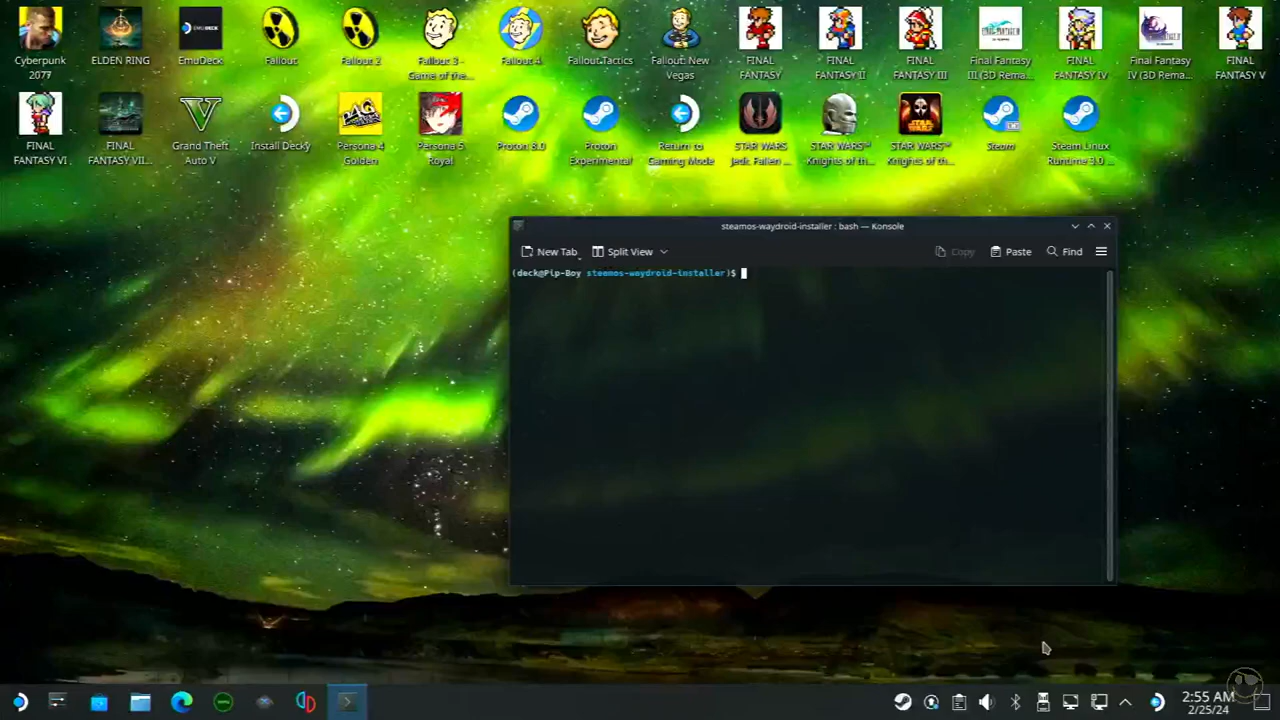 Cyberpunk 2077
ELDEN RING
EMUDECK
EmuDeck
Fallout
Fallout 2
Fallout 3 - Game of the...
Fallout 4
Fallout Tactics
Fallout: New Vegas
FINAL FANTASY
FINAL FANTASY II
FINAL FANTASY III
Final Fantasy III (3D Rema...
FINAL FANTASY IV
Final Fantasy IV (3D Rema...
FINAL FANTASY V
FINAL FANTASY VI
FINAL FANTASY VII...
Grand Theft Auto V
Install Decky
Persona 4 Golden
Persona 5 Royal
Proton 8.0
Proton Experimental
Return to Gaming Mode
STAR WARS Jedi: Fallen ...
STAR WARS™ Knights of th...
STAR WARS™ Knights of th...
Steam
Steam Linux Runtime 3.0 ...
steamos-waydroid-installer : bash — Konsole
New Tab
Split View
Copy
Paste
Find
(deck@Pip-Boy steamos-waydroid-installer)$
2:55 AM
2/25/24